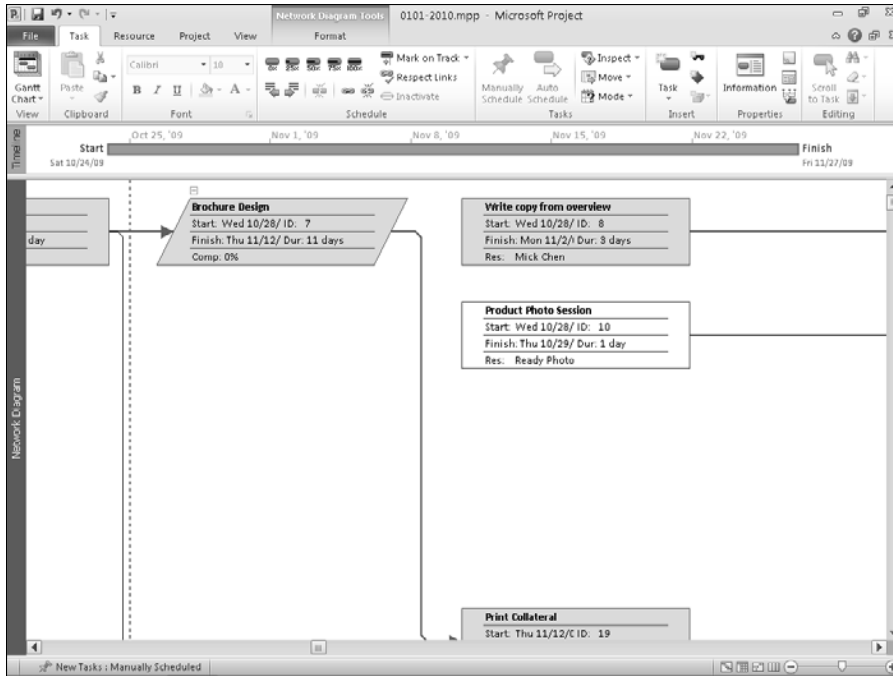 Network Diagram Tools
0101-2010.mpp - Microsoft Project
File Task Resource Project View Format
Gantt Chart
Paste
Calibri 10
B I U A
0% 25% 50% 75% 100%
Mark on Track
Respect Links
Inactivate
Manually Schedule
Auto Schedule
Inspect
Move
Mode
Task
Information
Scroll to Task
View Clipboard Font Schedule Tasks Insert Properties Editing
Timeline
Oct 25, '09 Nov 1, '09 Nov 8, '09 Nov 15, '09 Nov 22, '09
Start
Sat 10/24/09
Finish
Fri 11/27/09
Network Diagram
day
Brochure Design
Start: Wed 10/28/ ID: 7
Finish: Thu 11/12/ Dur: 11 days
Comp: 0%
Write copy from overview
Start: Wed 10/28/ ID: 8
Finish: Mon 11/2/ Dur: 3 days
Res: Mick Chen
Product Photo Session
Start: Wed 10/28/ ID: 10
Finish: Thu 10/29/ Dur: 1 day
Res: Ready Photo
Print Collateral
Start: Thu 11/12/ ID: 19
New Tasks : Manually Scheduled